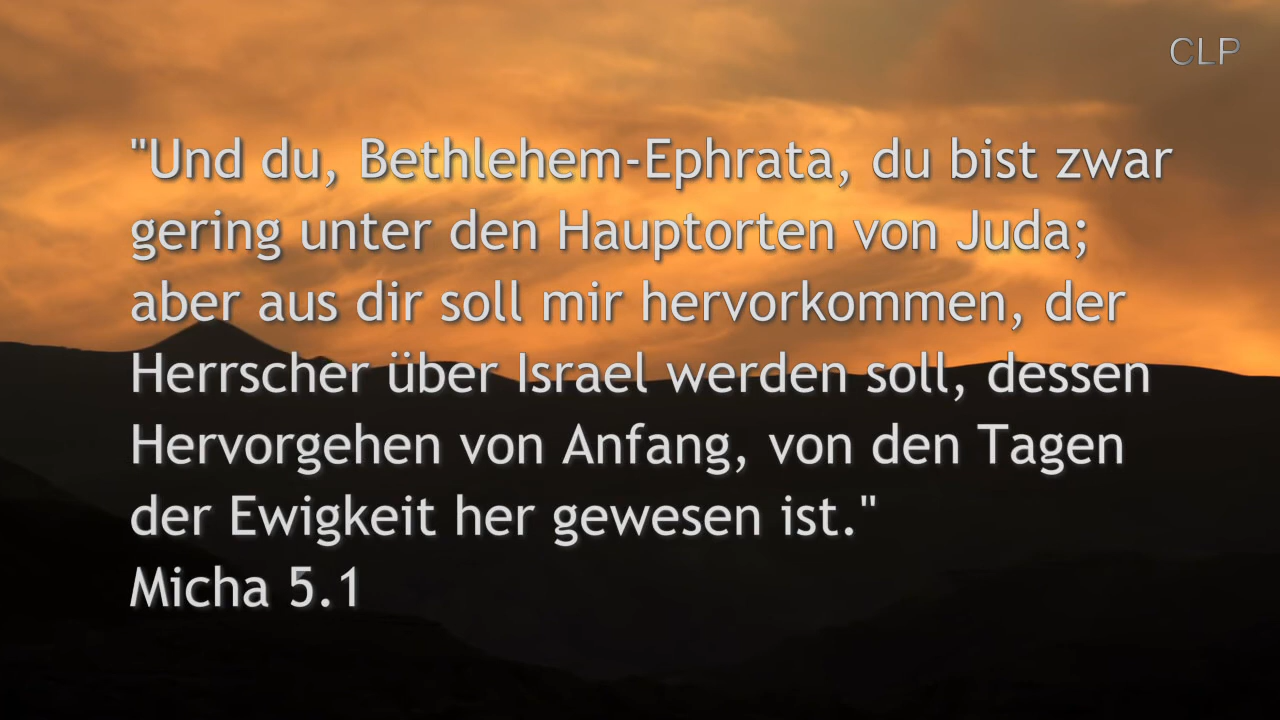 CLP
"Und du, Bethlehem-Ephrata, du bist zwar
gering unter den Hauptorten von Juda;
aber aus dir soll mir hervorkommen, der
Herrscher über Israel werden soll, dessen
Hervorgehen von Anfang, von den Tagen
der Ewigkeit her gewesen ist."
Micha 5.1